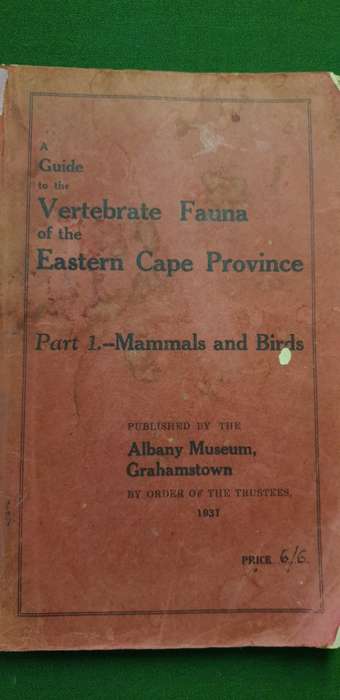 A
Guide
to the
Vertebrate Fauna
of the
Eastern Cape Province
Part 1.—Mammals and Birds
PUBLISHED BY THE
Albany Museum,
Grahamstown
BY ORDER OF THE TRUSTEES,
1931
PRICE 6/6